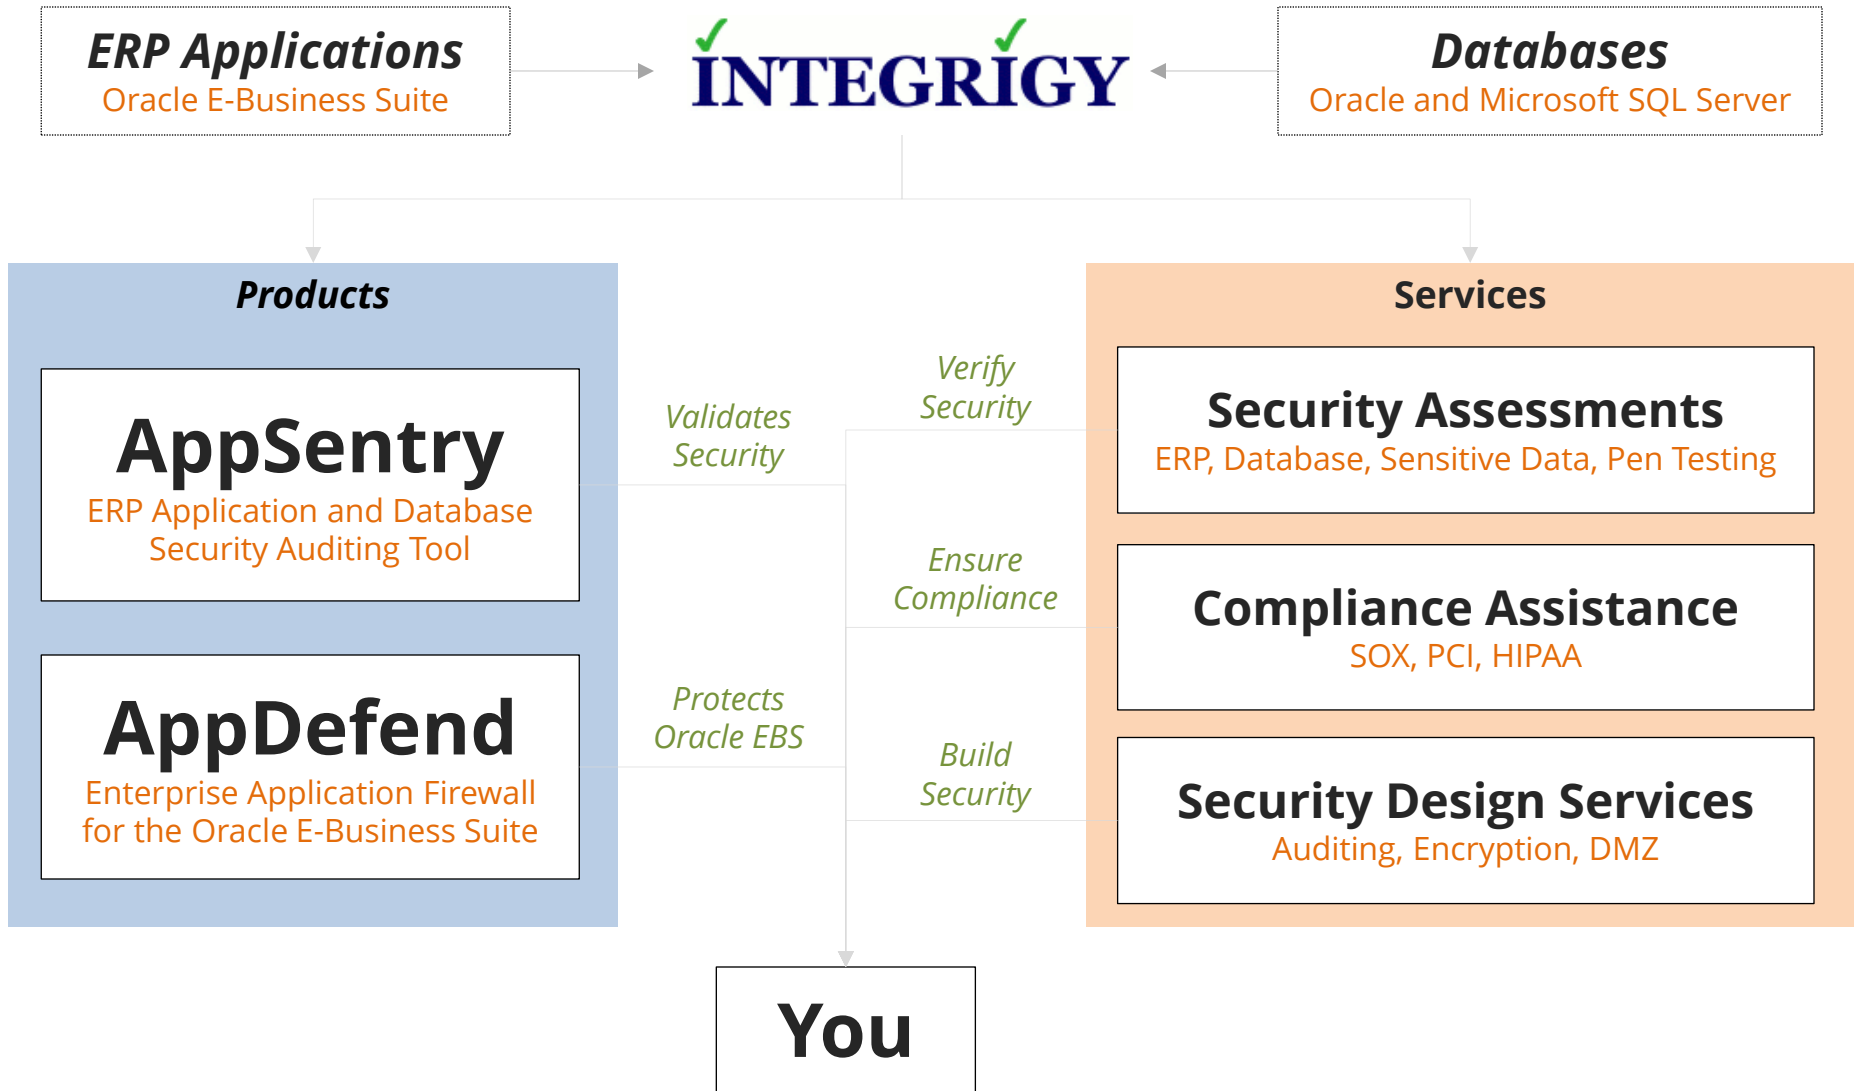 ERP Applications
Oracle E-Business Suite
INTEGRIGY
Databases
Oracle and Microsoft SQL Server
Products
AppSentry
ERP Application and Database
Security Auditing Tool
AppDefend
Enterprise Application Firewall
for the Oracle E-Business Suite
Validates
Security
Protects
Oracle EBS
Verify
Security
Ensure
Compliance
Build
Security
Services
Security Assessments
ERP, Database, Sensitive Data, Pen Testing
Compliance Assistance
SOX, PCI, HIPAA
Security Design Services
Auditing, Encryption, DMZ
You